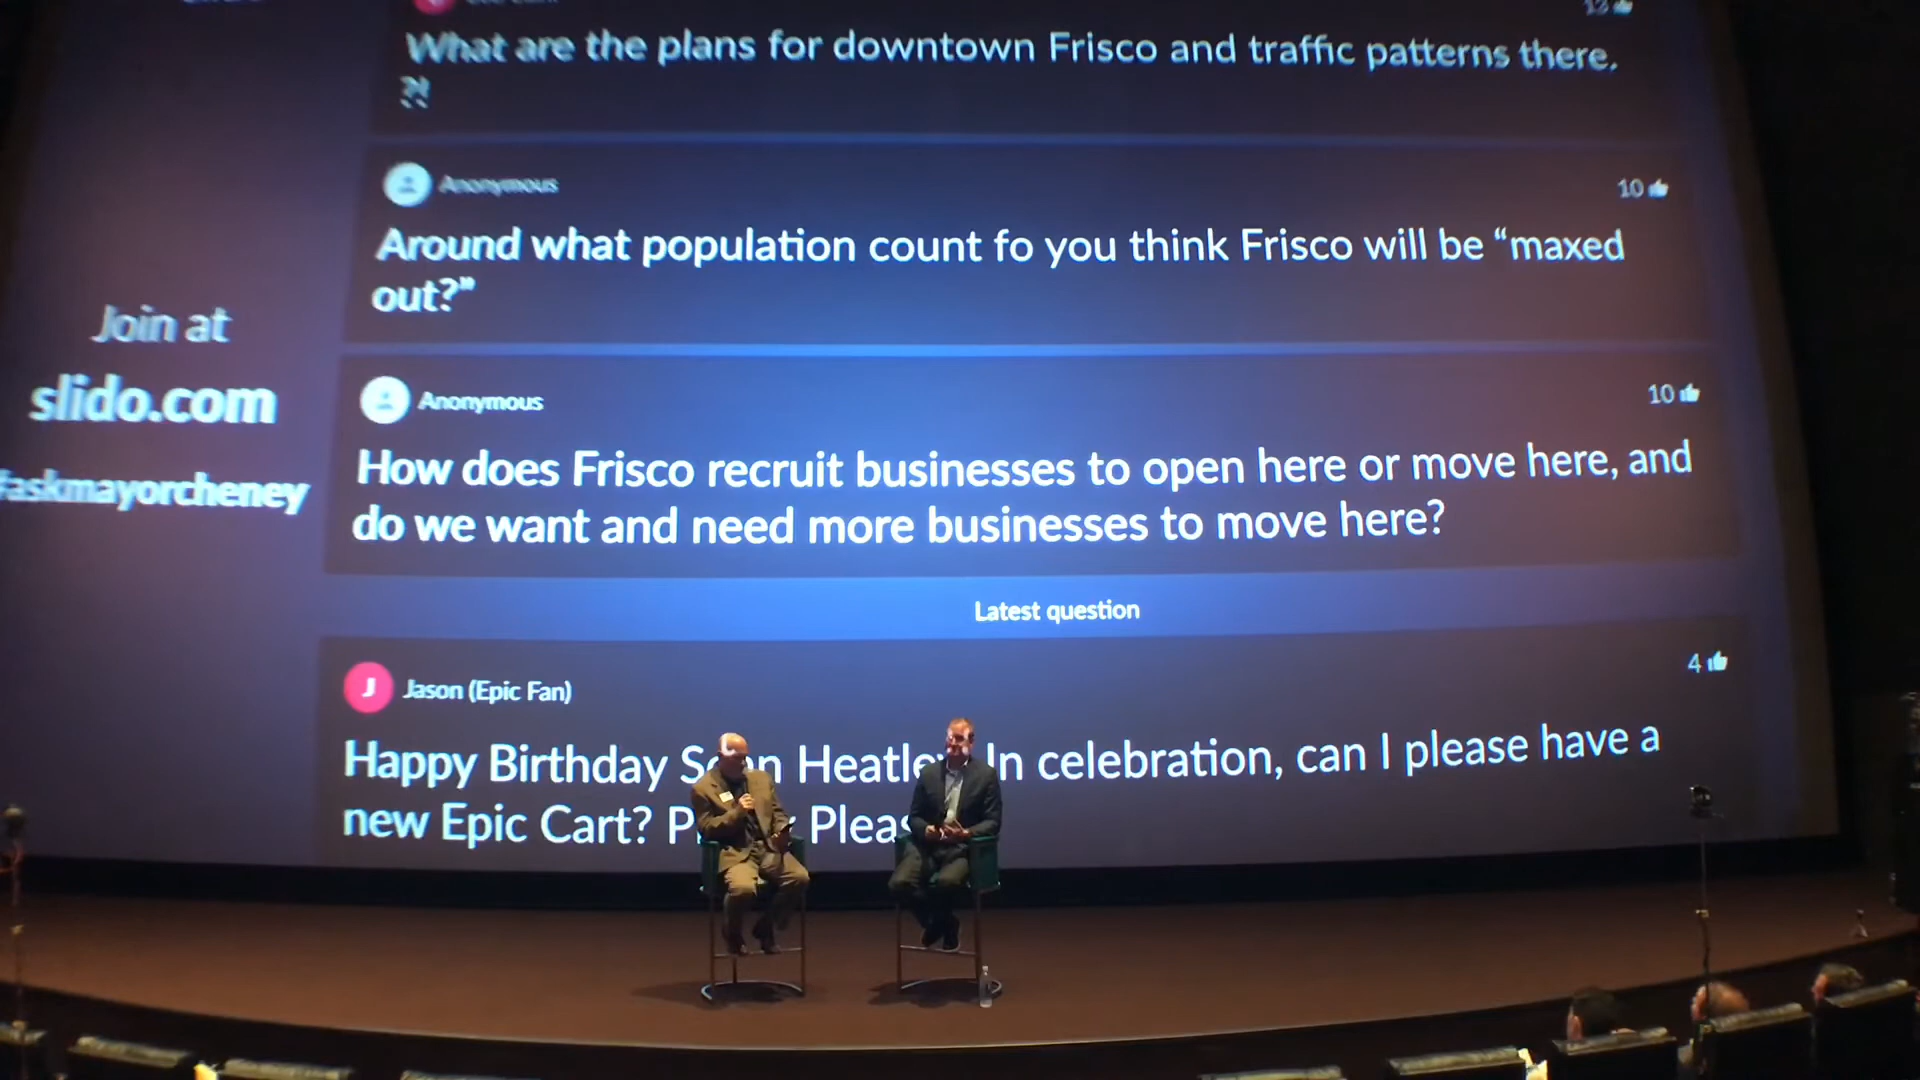 What are the plans for downtown Frisco and traffic patterns there.
Anonymous
10
Around what population count fo you think Frisco will be “maxed
out?”
Join at
slido.com
#askmayorcheney
Anonymous
10
How does Frisco recruit businesses to open here or move here, and
do we want and need more businesses to move here?
Latest question
J Jason (Epic Fan)
4
Happy Birthday Heatley In celebration, can I please have a
new Epic Cart?